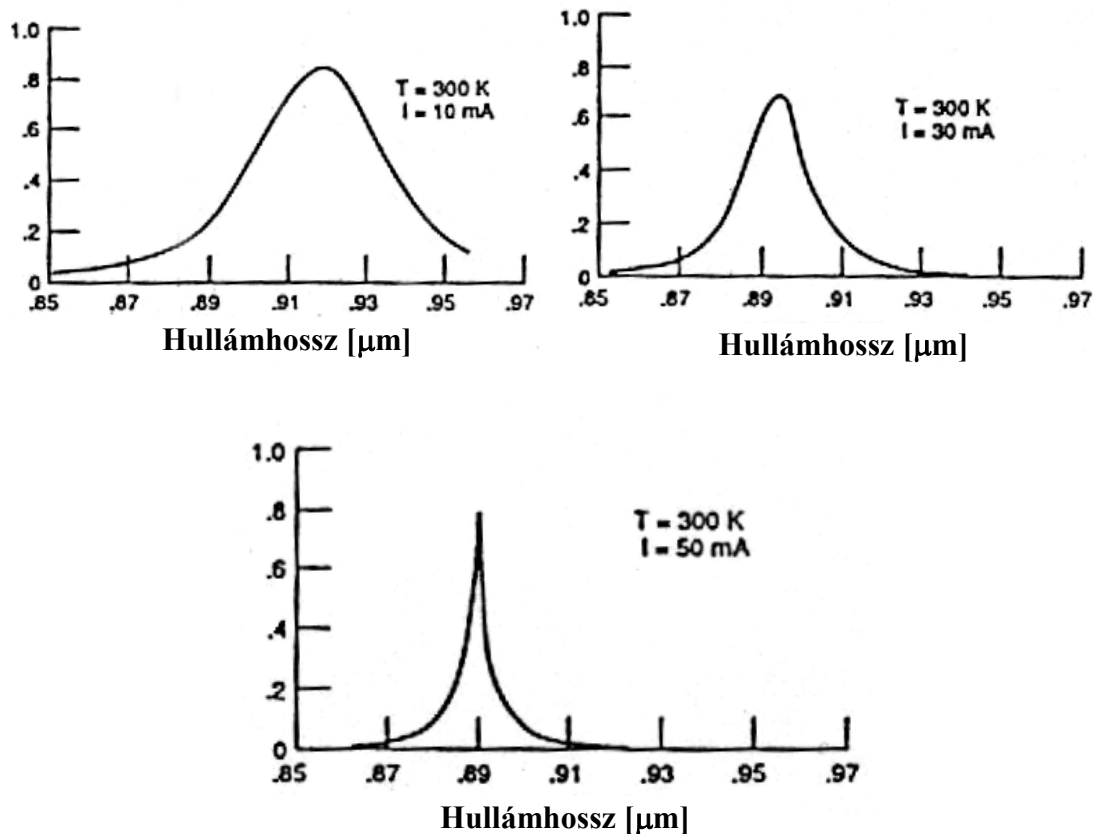 1.0
.8
.6
.4
.2
0
T = 300 K
I = 10 mA
.85 .87 .89 .91 .93 .95 .97
Hullámhossz [μm]
1.0
.8
.6
.4
.2
0
T = 300 K
I = 30 mA
.85 .87 .89 .91 .93 .95 .97
Hullámhossz [μm]
1.0
.8
.6
.4
.2
0
T = 300 K
I = 50 mA
.85 .87 .89 .91 .93 .95 .97
Hullámhossz [μm]